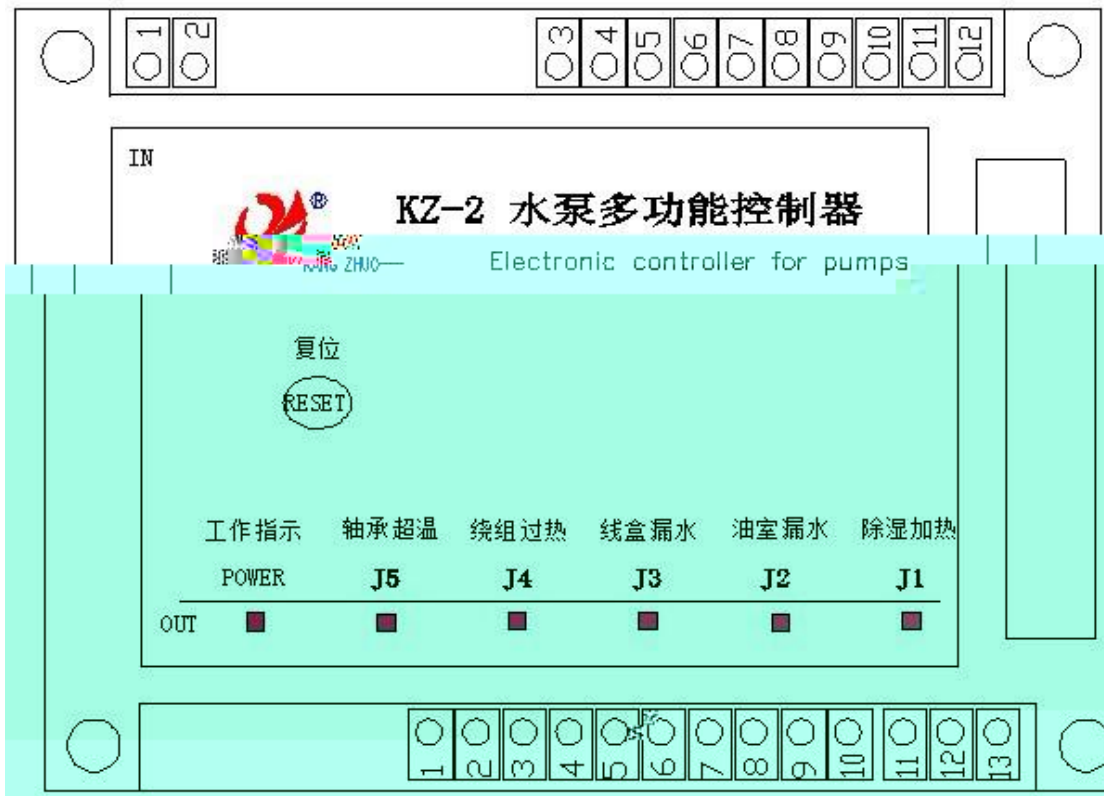 1 2 3 4 5 6 7 8 9 10 11 12
IN
®
KZ-2 水泵多功能控制器
ZHUO
Electronic controller for pumps
复位
RESET
工作指示 轴承超温 绕组过热 线盒漏水 油室漏水 除湿加热
POWER J5 J4 J3 J2 J1
OUT
1 2 3 4 5 6 7 8 9 10 11 12 13